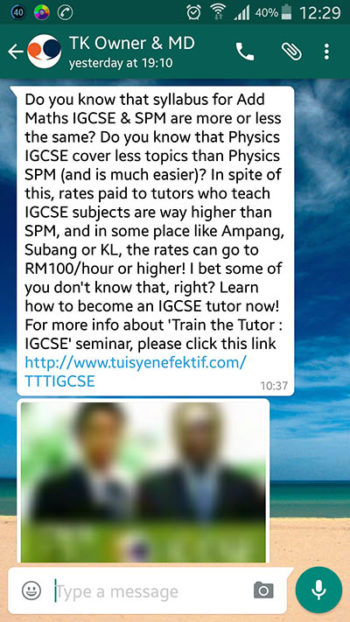 40 40% 12:29
TK Owner & MD
yesterday at 19:10
Do you know that syllabus for Add
Maths IGCSE & SPM are more or less
the same? Do you know that Physics
IGCSE cover less topics than Physics
SPM (and is much easier)? In spite of
this, rates paid to tutors who teach
IGCSE subjects are way higher than
SPM, and in some place like Ampang,
Subang or KL, the rates can go to
RM100/hour or higher! I bet some of
you don't know that, right? Learn
how to become an IGCSE tutor now!
For more info about 'Train the Tutor :
IGCSE' seminar, please click this link
http://www.tuisyenefektif.com/
TTTIGCSE
10:37
Type a message